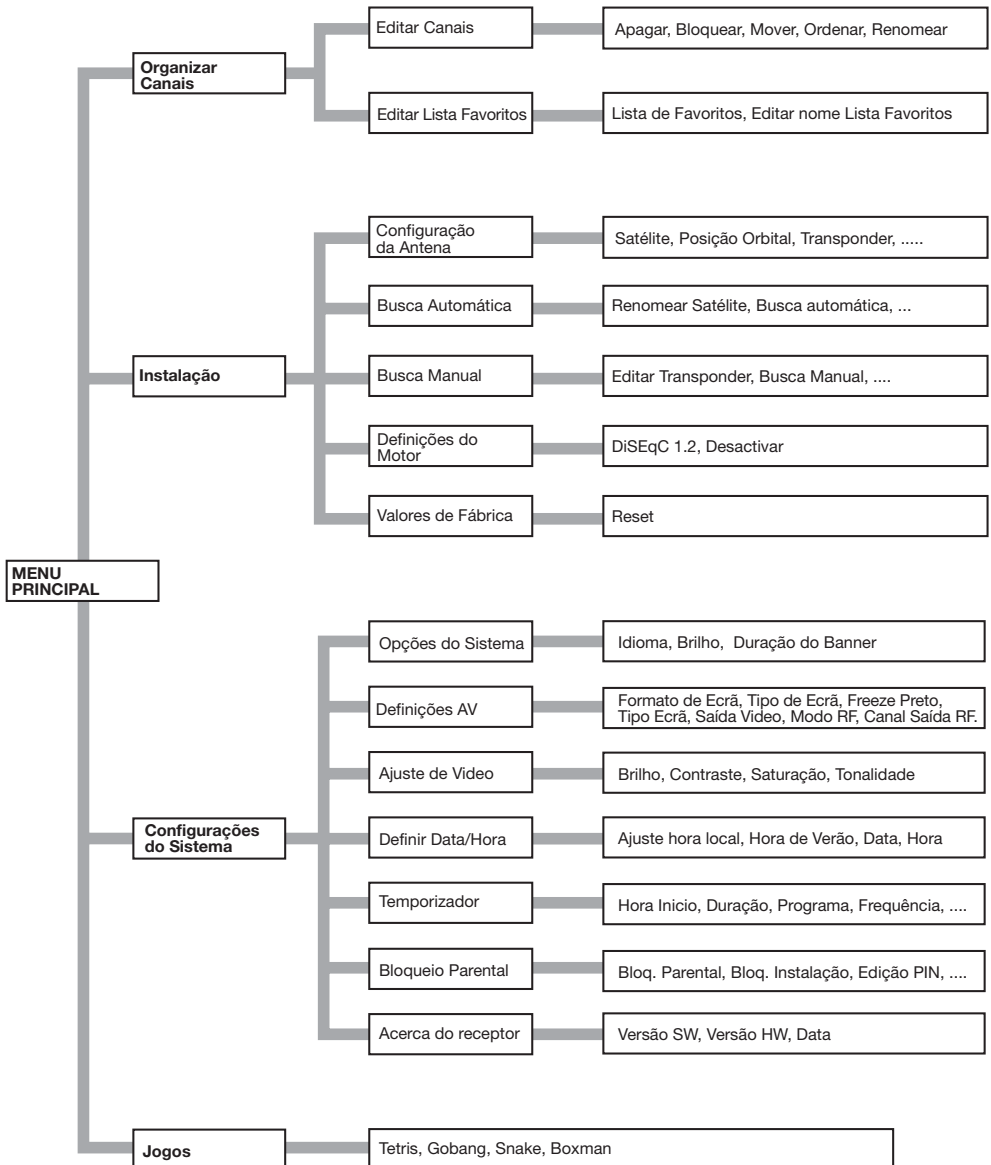 Editar Canais
Apagar, Bloquear, Mover, Ordenar, Renomear
Organizar
Canais
Editar Lista Favoritos
Lista de Favoritos, Editar nome Lista Favoritos
Configuração
da Antena
Satélite, Posição Orbital, Transponder, .....
Busca Automática
Renomear Satélite, Busca automática, ...
Instalação
Busca Manual
Editar Transponder, Busca Manual, ....
Definições do
Motor
DiSEqC 1.2, Desactivar
Valores de Fábrica
Reset
MENU
PRINCIPAL
Opções do Sistema
Idioma, Brilho, Duração do Banner
Definições AV
Formato de Ecrã, Tipo de Ecrã, Freeze Preto,
Tipo Ecrã, Saída Video, Modo RF, Canal Saída RF.
Ajuste de Video
Brilho, Contraste, Saturação, Tonalidade
Configurações
do Sistema
Definir Data/Hora
Ajuste hora local, Hora de Verão, Data, Hora
Temporizador
Hora Inicio, Duração, Programa, Frequência, ....
Bloqueio Parental
Bloq. Parental, Bloq. Instalação, Edição PIN, ....
Acerca do receptor
Versão SW, Versão HW, Data
Jogos
Tetris, Gobang, Snake, Boxman